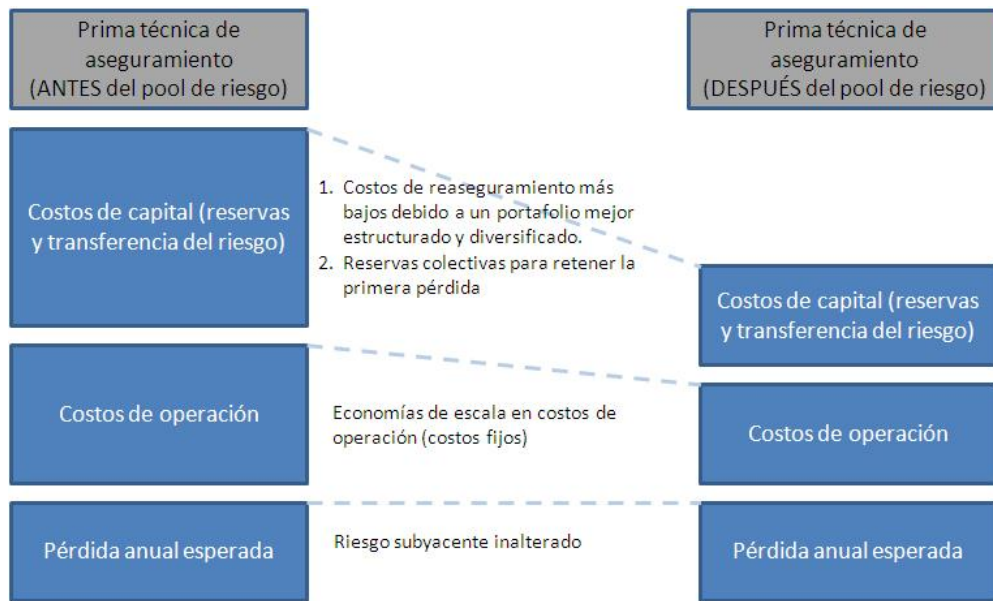 Prima técnica de
aseguramiento
(ANTES del pool de riesgo)
Prima técnica de
aseguramiento
(DESPUÉS del pool de riesgo)
Costos de capital (reservas
y transferencia del riesgo)
1. Costos de reaseguramiento más
bajos debido a un portafolio mejor
estructurado y diversificado.
2. Reservas colectivas para retener la
primera pérdida
Costos de capital (reservas
y transferencia del riesgo)
Costos de operación
Economías de escala en costos de
operación (costos fijos)
Costos de operación
Pérdida anual esperada
Riesgo subyacente inalterado
Pérdida anual esperada